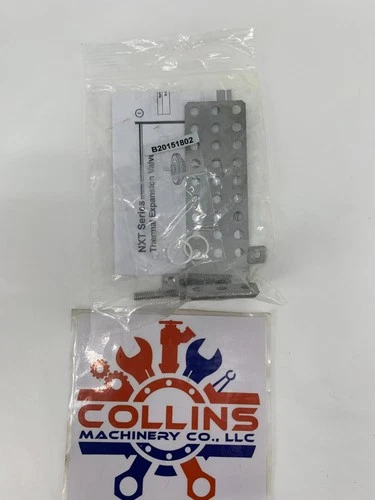 B20151802
NXT Series
Thermal Expansion Valve
COLLINS
MACHINERY CO., LLC